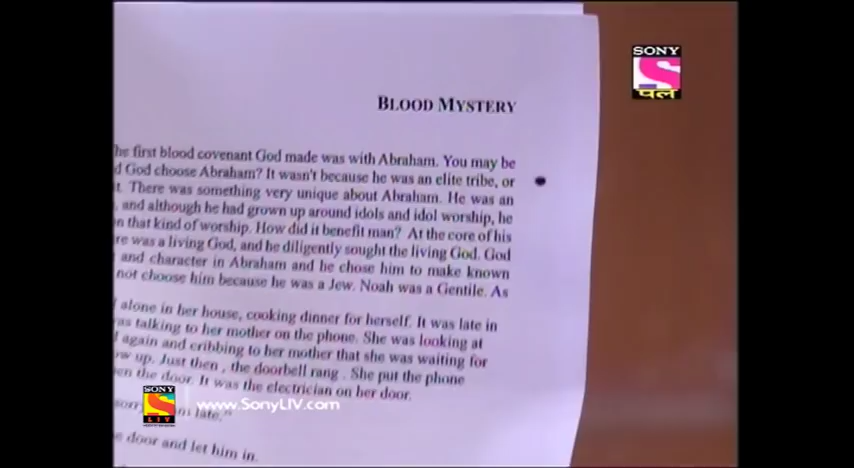 SONY
S
पल
BLOOD MYSTERY
he first blood covenant God made was with Abraham. You may be
d God choose Abraham? It wasn't because he was an elite tribe, or
t. There was something very unique about Abraham. He was an
, and although he had grown up around idols and idol worship, he
n that kind of worship. How did it benefit man? At the core of his
re was a living God, and he diligently sought the living God. God
and character in Abraham and he chose him to make known
not choose him because he was a Jew. Noah was a Gentile. As
alone in her house, cooking dinner for herself. It was late in
as talking to her mother on the phone. She was looking at
again and cribbing to her mother that she was waiting for
ow up. Just then , the doorbell rang . She put the phone
en the door. It was the electrician on her door.
sorry
m late."
SONY
S
LIV
www.SonyLIV.com
e door and let him in.